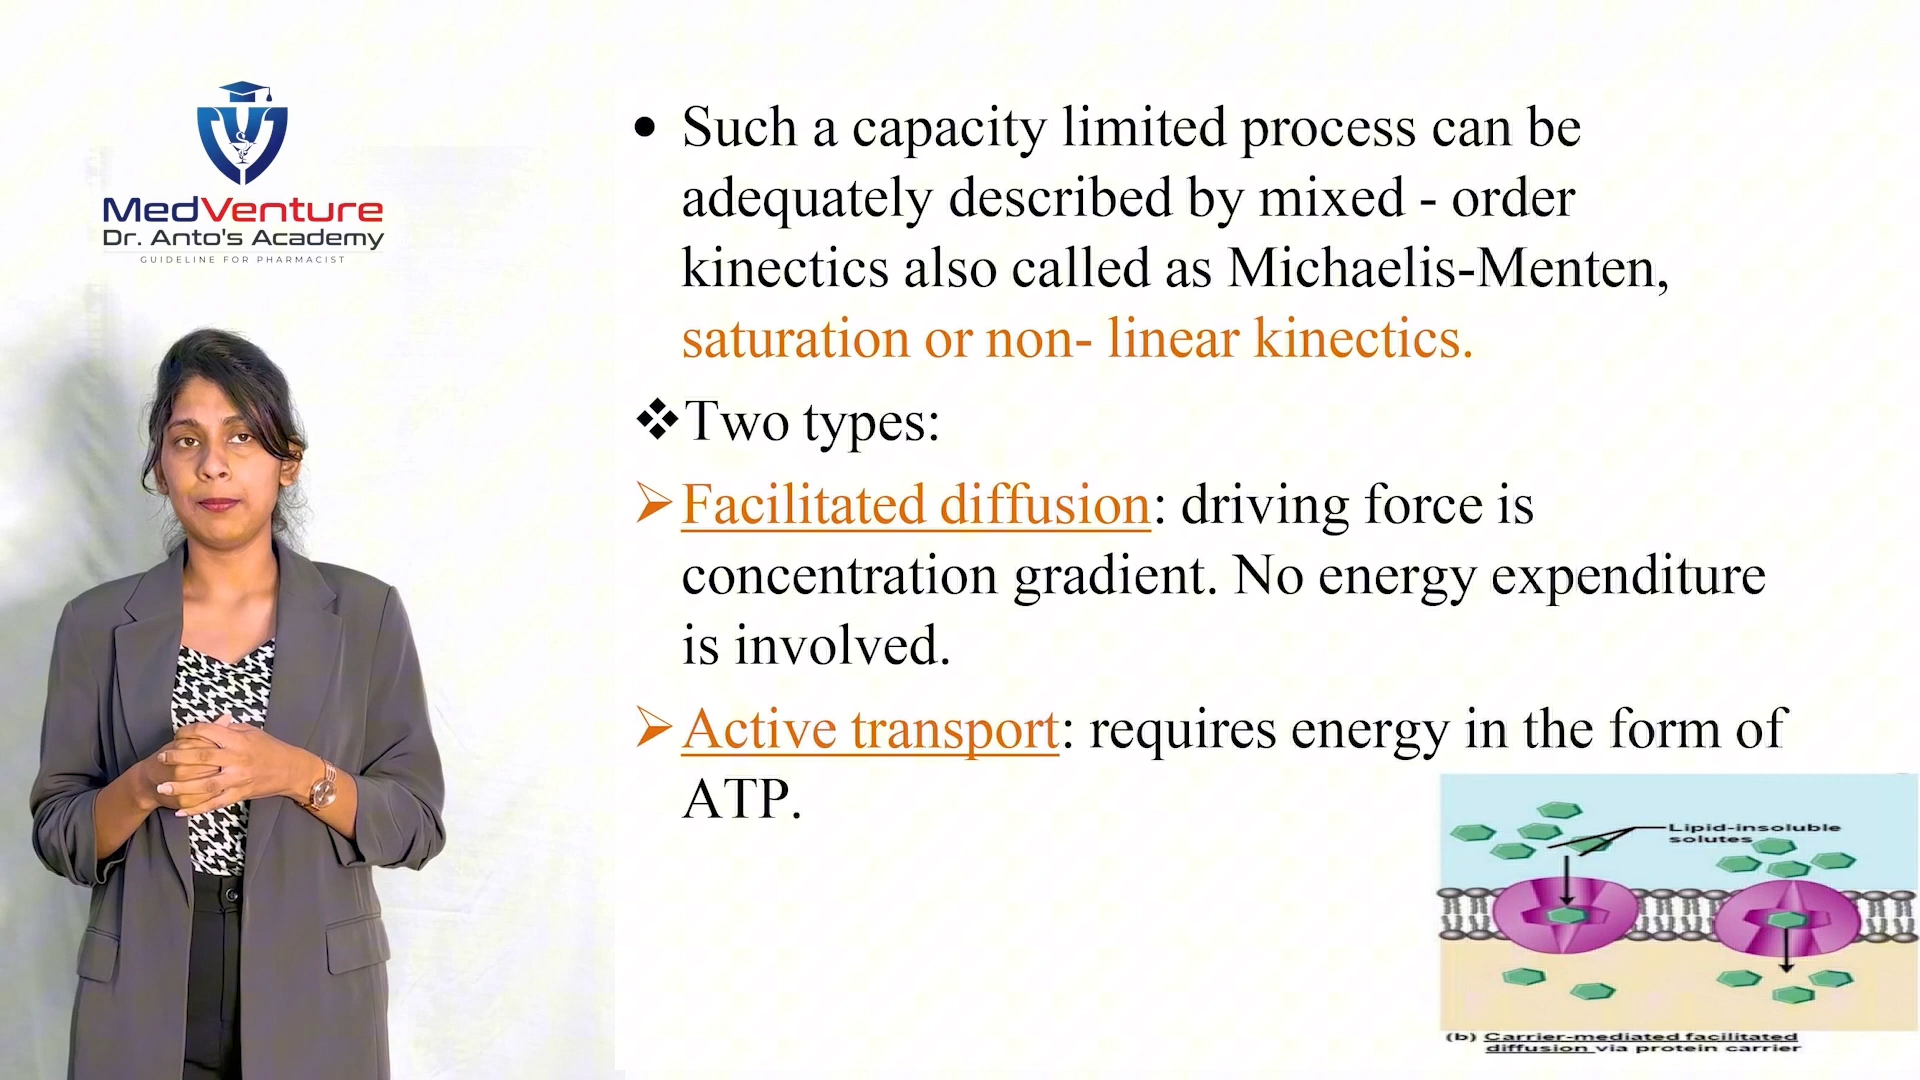 MedVenture
Dr. Anto's Academy
GUIDELINE FOR PHARMACIST
• Such a capacity limited process can be
adequately described by mixed - order
kinectics also called as Michaelis-Menten,
saturation or non- linear kinectics.
❖Two types:
➢Facilitated diffusion: driving force is
concentration gradient. No energy expenditure
is involved.
➢Active transport: requires energy in the form of
ATP.
Lipid-insoluble
solutes
(b) Carrier-mediated facilitated
diffusion via protein carrier